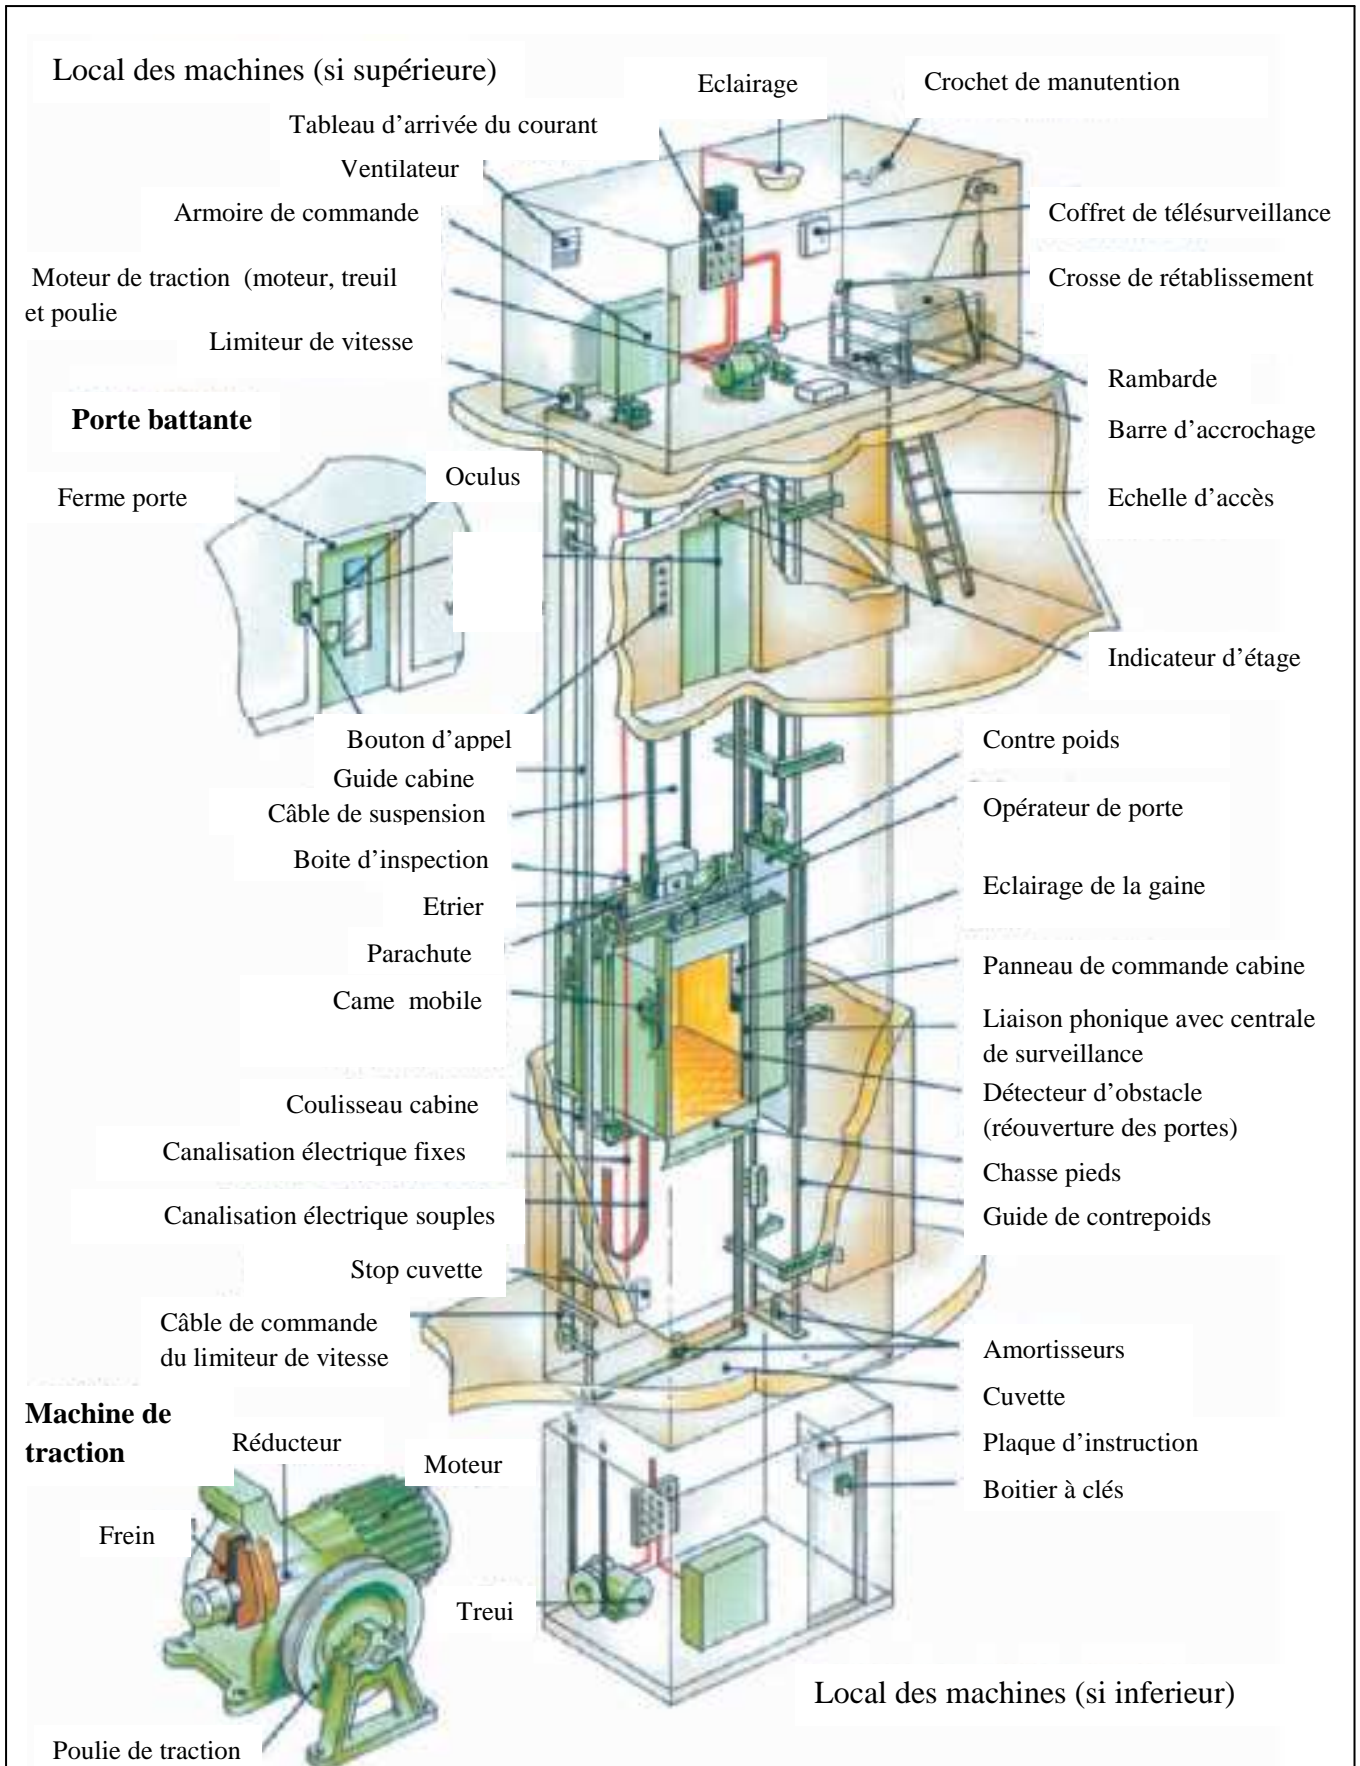 Local des machines (si supérieure)
Eclairage
Crochet de manutention
Tableau d'arrivée du courant
Ventilateur
Armoire de commande
Coffret de télésurveillance
Moteur de traction (moteur, treuil
et poulie
Crosse de rétablissement
Limiteur de vitesse
Rambarde
Porte battante
Barre d'accrochage
Oculus
Ferme porte
Echelle d'accès
Indicateur d'étage
Bouton d'appel
Contre poids
Guide cabine
Câble de suspension
Opérateur de porte
Boite d'inspection
Eclairage de la gaine
Etrier
Parachute
Panneau de commande cabine
Came mobile
Liaison phonique avec centrale
de surveillance
Détecteur d'obstacle
(réouverture des portes)
Coulisseau cabine
Canalisation électrique fixes
Chasse pieds
Canalisation électrique souples
Guide de contrepoids
Stop cuvette
Câble de commande
du limiteur de vitesse
Amortisseurs
Cuvette
Machine de
traction
Réducteur
Moteur
Plaque d'instruction
Boitier à clés
Frein
Treui
Local des machines (si inferieur)
Poulie de traction